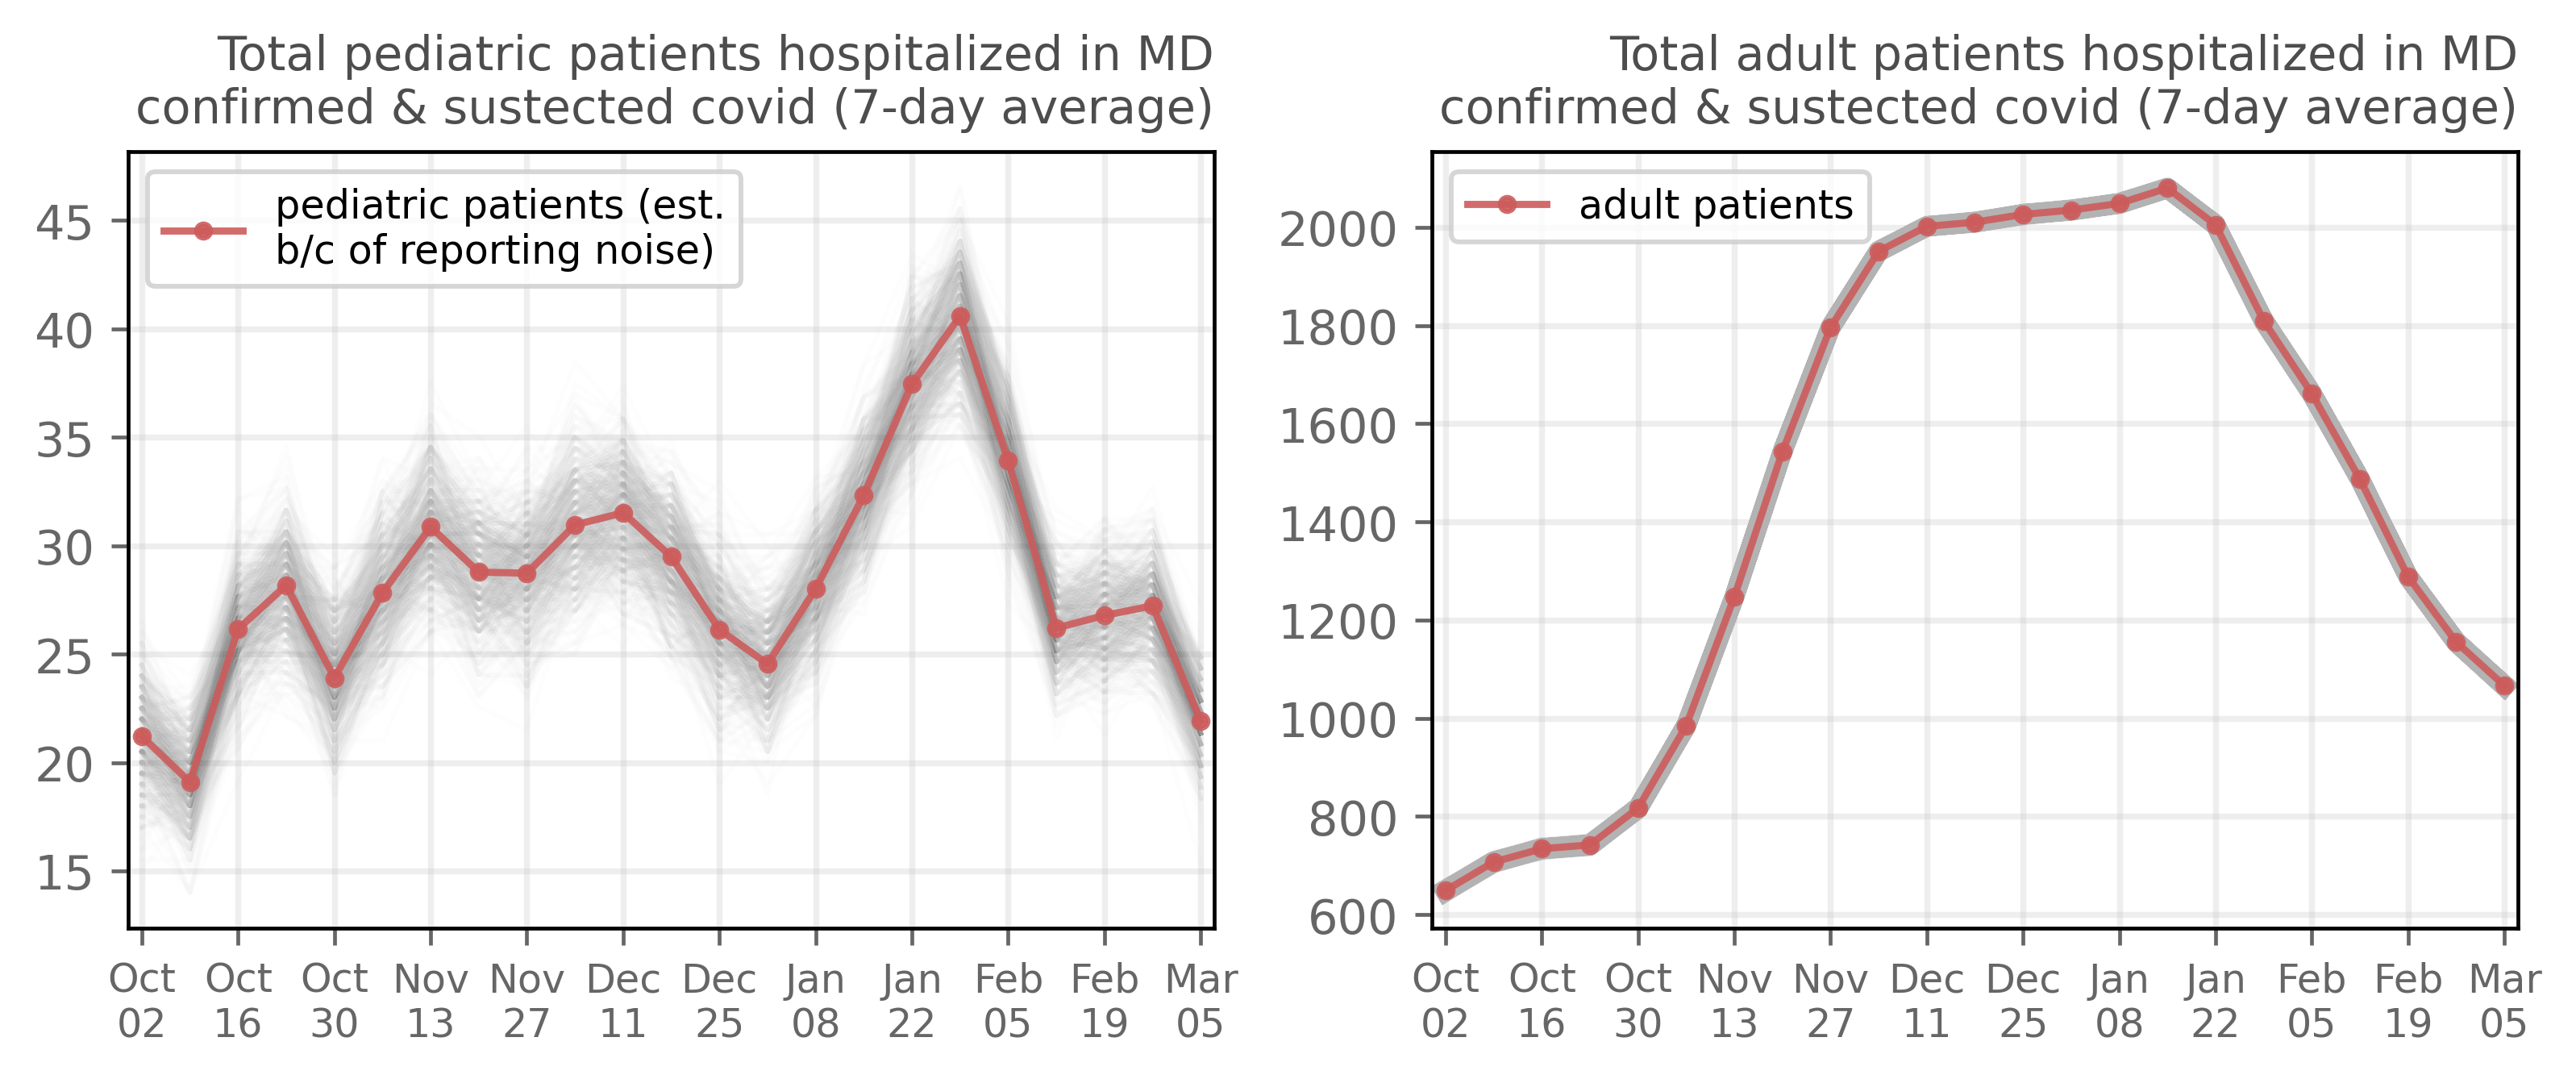 Total pediatric patients hospitalized in MD
confirmed & sustected covid (7-day average)
pediatric patients (est.
b/c of reporting noise)
45
40
35
30
25
20
15
Oct Oct Oct Nov Nov Dec Dec Jan Jan Feb Feb Mar
02 16 30 13 27 11 25 08 22 05 19 05
Total adult patients hospitalized in MD
confirmed & sustected covid (7-day average)
adult patients
2000
1800
1600
1400
1200
1000
800
600
Oct Oct Oct Nov Nov Dec Dec Jan Jan Feb Feb Mar
02 16 30 13 27 11 25 08 22 05 19 05